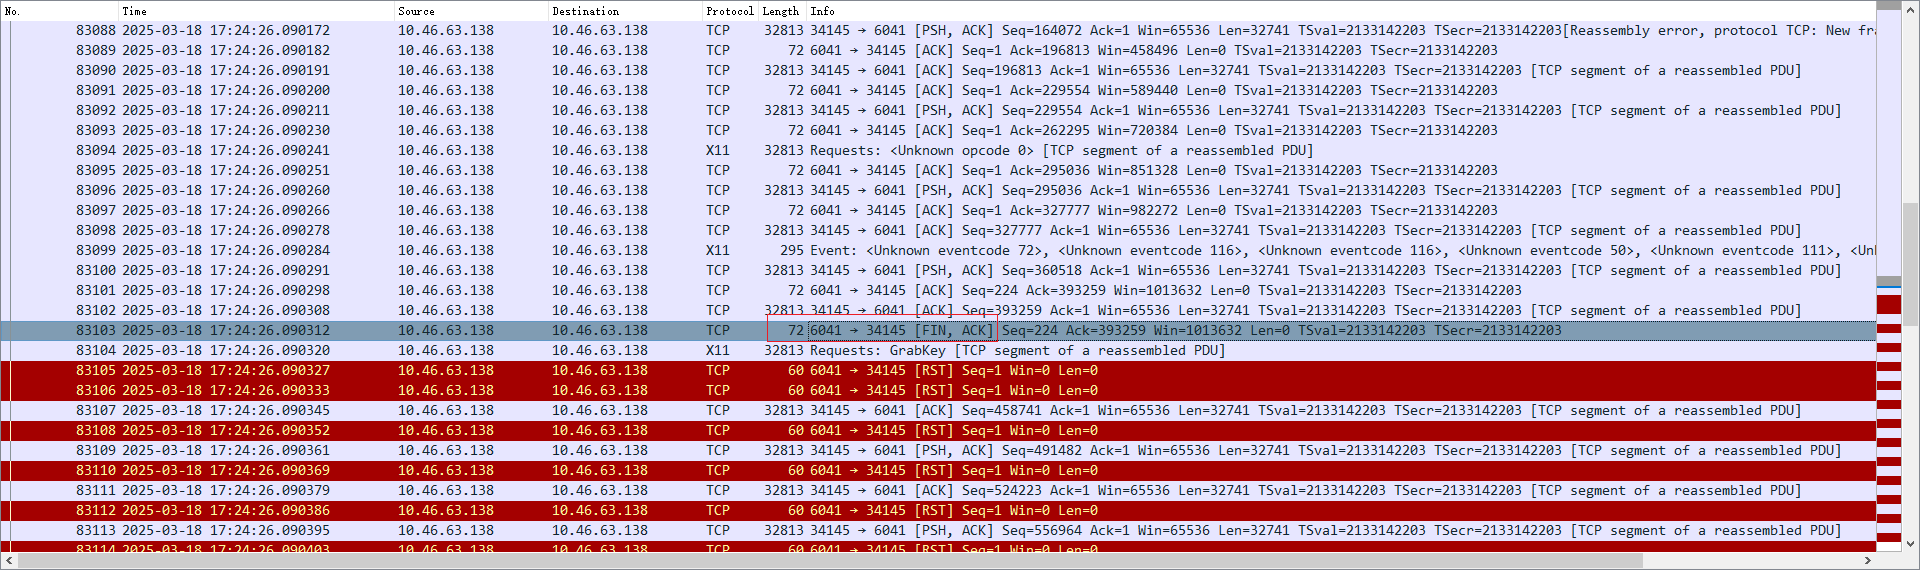 No. Time Source Destination Protocol Length Info
83088 2025-03-18 17:24:26.090172 10.46.63.138 10.46.63.138 TCP 32813 34145 → 6041 [PSH, ACK] Seq=164072 Ack=1 Win=65536 Len=32741 TSval=2133142203 TSecr=2133142203[Reassembly error, protocol TCP: New fra
83089 2025-03-18 17:24:26.090182 10.46.63.138 10.46.63.138 TCP 72 6041 → 34145 [ACK] Seq=1 Ack=196813 Win=458496 Len=0 TSval=2133142203 TSecr=2133142203
83090 2025-03-18 17:24:26.090191 10.46.63.138 10.46.63.138 TCP 32813 34145 → 6041 [ACK] Seq=196813 Ack=1 Win=65536 Len=32741 TSval=2133142203 TSecr=2133142203 [TCP segment of a reassembled PDU]
83091 2025-03-18 17:24:26.090200 10.46.63.138 10.46.63.138 TCP 72 6041 → 34145 [ACK] Seq=1 Ack=229554 Win=589440 Len=0 TSval=2133142203 TSecr=2133142203
83092 2025-03-18 17:24:26.090211 10.46.63.138 10.46.63.138 TCP 32813 34145 → 6041 [PSH, ACK] Seq=229554 Ack=1 Win=65536 Len=32741 TSval=2133142203 TSecr=2133142203 [TCP segment of a reassembled PDU]
83093 2025-03-18 17:24:26.090230 10.46.63.138 10.46.63.138 TCP 72 6041 → 34145 [ACK] Seq=1 Ack=262295 Win=720384 Len=0 TSval=2133142203 TSecr=2133142203
83094 2025-03-18 17:24:26.090241 10.46.63.138 10.46.63.138 X11 32813 Requests: <Unknown opcode 0> [TCP segment of a reassembled PDU]
83095 2025-03-18 17:24:26.090251 10.46.63.138 10.46.63.138 TCP 72 6041 → 34145 [ACK] Seq=1 Ack=295036 Win=851328 Len=0 TSval=2133142203 TSecr=2133142203
83096 2025-03-18 17:24:26.090260 10.46.63.138 10.46.63.138 TCP 32813 34145 → 6041 [PSH, ACK] Seq=295036 Ack=1 Win=65536 Len=32741 TSval=2133142203 TSecr=2133142203 [TCP segment of a reassembled PDU]
83097 2025-03-18 17:24:26.090266 10.46.63.138 10.46.63.138 TCP 72 6041 → 34145 [ACK] Seq=1 Ack=327777 Win=982272 Len=0 TSval=2133142203 TSecr=2133142203
83098 2025-03-18 17:24:26.090278 10.46.63.138 10.46.63.138 TCP 32813 34145 → 6041 [ACK] Seq=327777 Ack=1 Win=65536 Len=32741 TSval=2133142203 TSecr=2133142203 [TCP segment of a reassembled PDU]
83099 2025-03-18 17:24:26.090284 10.46.63.138 10.46.63.138 X11 295 Event: <Unknown eventcode 72>, <Unknown eventcode 116>, <Unknown eventcode 116>, <Unknown eventcode 50>, <Unknown eventcode 111>, <Unk
83100 2025-03-18 17:24:26.090291 10.46.63.138 10.46.63.138 TCP 32813 34145 → 6041 [PSH, ACK] Seq=360518 Ack=1 Win=65536 Len=32741 TSval=2133142203 TSecr=2133142203 [TCP segment of a reassembled PDU]
83101 2025-03-18 17:24:26.090298 10.46.63.138 10.46.63.138 TCP 72 6041 → 34145 [ACK] Seq=224 Ack=393259 Win=1013632 Len=0 TSval=2133142203 TSecr=2133142203
83102 2025-03-18 17:24:26.090308 10.46.63.138 10.46.63.138 TCP 32813 34145 → 6041 [ACK] Seq=393259 Ack=1 Win=65536 Len=32741 TSval=2133142203 TSecr=2133142203 [TCP segment of a reassembled PDU]
83103 2025-03-18 17:24:26.090312 10.46.63.138 10.46.63.138 TCP 72 6041 → 34145 [FIN, ACK] Seq=224 Ack=393259 Win=1013632 Len=0 TSval=2133142203 TSecr=2133142203
83104 2025-03-18 17:24:26.090320 10.46.63.138 10.46.63.138 X11 32813 Requests: GrabKey [TCP segment of a reassembled PDU]
83105 2025-03-18 17:24:26.090327 10.46.63.138 10.46.63.138 TCP 60 6041 → 34145 [RST] Seq=1 Win=0 Len=0
83106 2025-03-18 17:24:26.090333 10.46.63.138 10.46.63.138 TCP 60 6041 → 34145 [RST] Seq=1 Win=0 Len=0
83107 2025-03-18 17:24:26.090345 10.46.63.138 10.46.63.138 TCP 32813 34145 → 6041 [ACK] Seq=458741 Ack=1 Win=65536 Len=32741 TSval=2133142203 TSecr=2133142203 [TCP segment of a reassembled PDU]
83108 2025-03-18 17:24:26.090352 10.46.63.138 10.46.63.138 TCP 60 6041 → 34145 [RST] Seq=1 Win=0 Len=0
83109 2025-03-18 17:24:26.090361 10.46.63.138 10.46.63.138 TCP 32813 34145 → 6041 [PSH, ACK] Seq=491482 Ack=1 Win=65536 Len=32741 TSval=2133142203 TSecr=2133142203 [TCP segment of a reassembled PDU]
83110 2025-03-18 17:24:26.090369 10.46.63.138 10.46.63.138 TCP 60 6041 → 34145 [RST] Seq=1 Win=0 Len=0
83111 2025-03-18 17:24:26.090379 10.46.63.138 10.46.63.138 TCP 32813 34145 → 6041 [ACK] Seq=524223 Ack=1 Win=65536 Len=32741 TSval=2133142203 TSecr=2133142203 [TCP segment of a reassembled PDU]
83112 2025-03-18 17:24:26.090386 10.46.63.138 10.46.63.138 TCP 60 6041 → 34145 [RST] Seq=1 Win=0 Len=0
83113 2025-03-18 17:24:26.090395 10.46.63.138 10.46.63.138 TCP 32813 34145 → 6041 [PSH, ACK] Seq=556964 Ack=1 Win=65536 Len=32741 TSval=2133142203 TSecr=2133142203 [TCP segment of a reassembled PDU]
83114 2025-03-18 17:24:26.090403 10.46.63.138 10.46.63.138 TCP 60 6041 → 34145 [RST] Seq=1 Win=0 Len=0